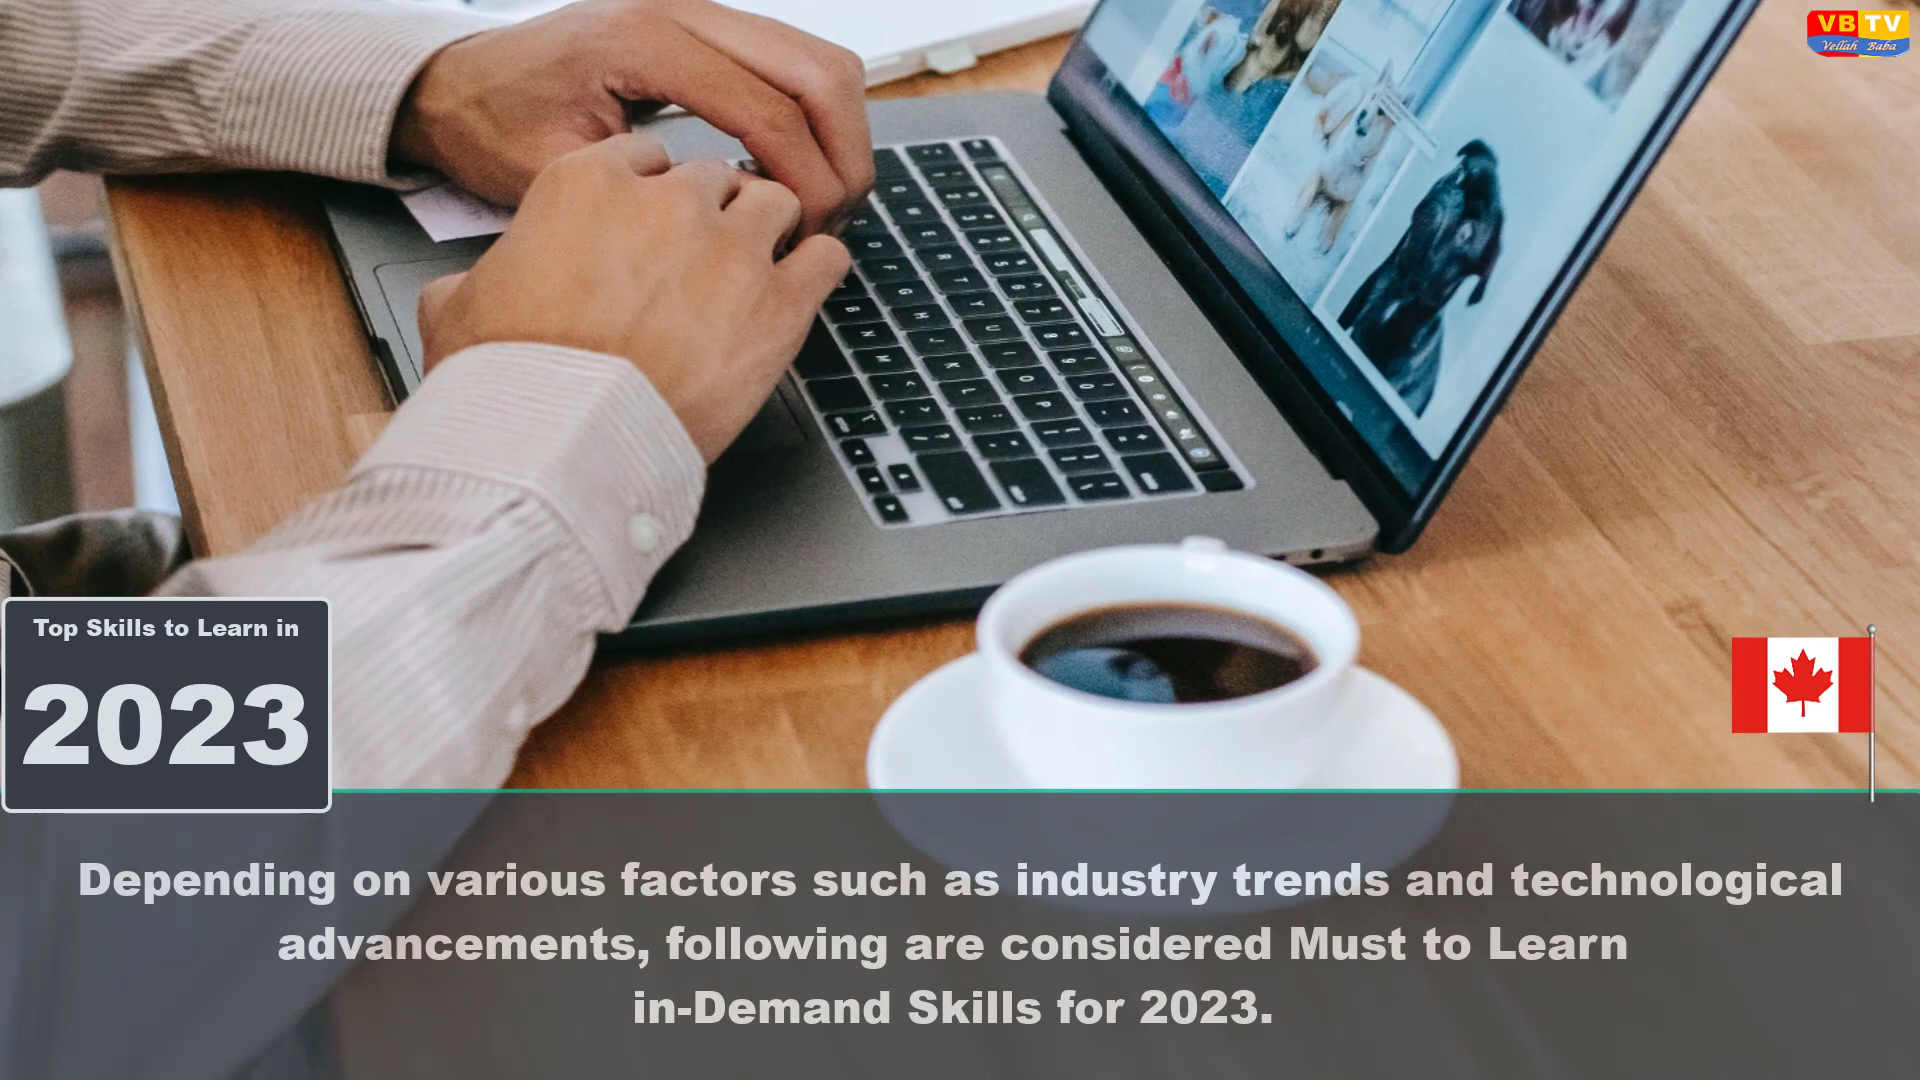 VB TV
Vellah Baba
Top Skills to Learn in
2023
Depending on various factors such as industry trends and technological
advancements, following are considered Must to Learn
in-Demand Skills for 2023.